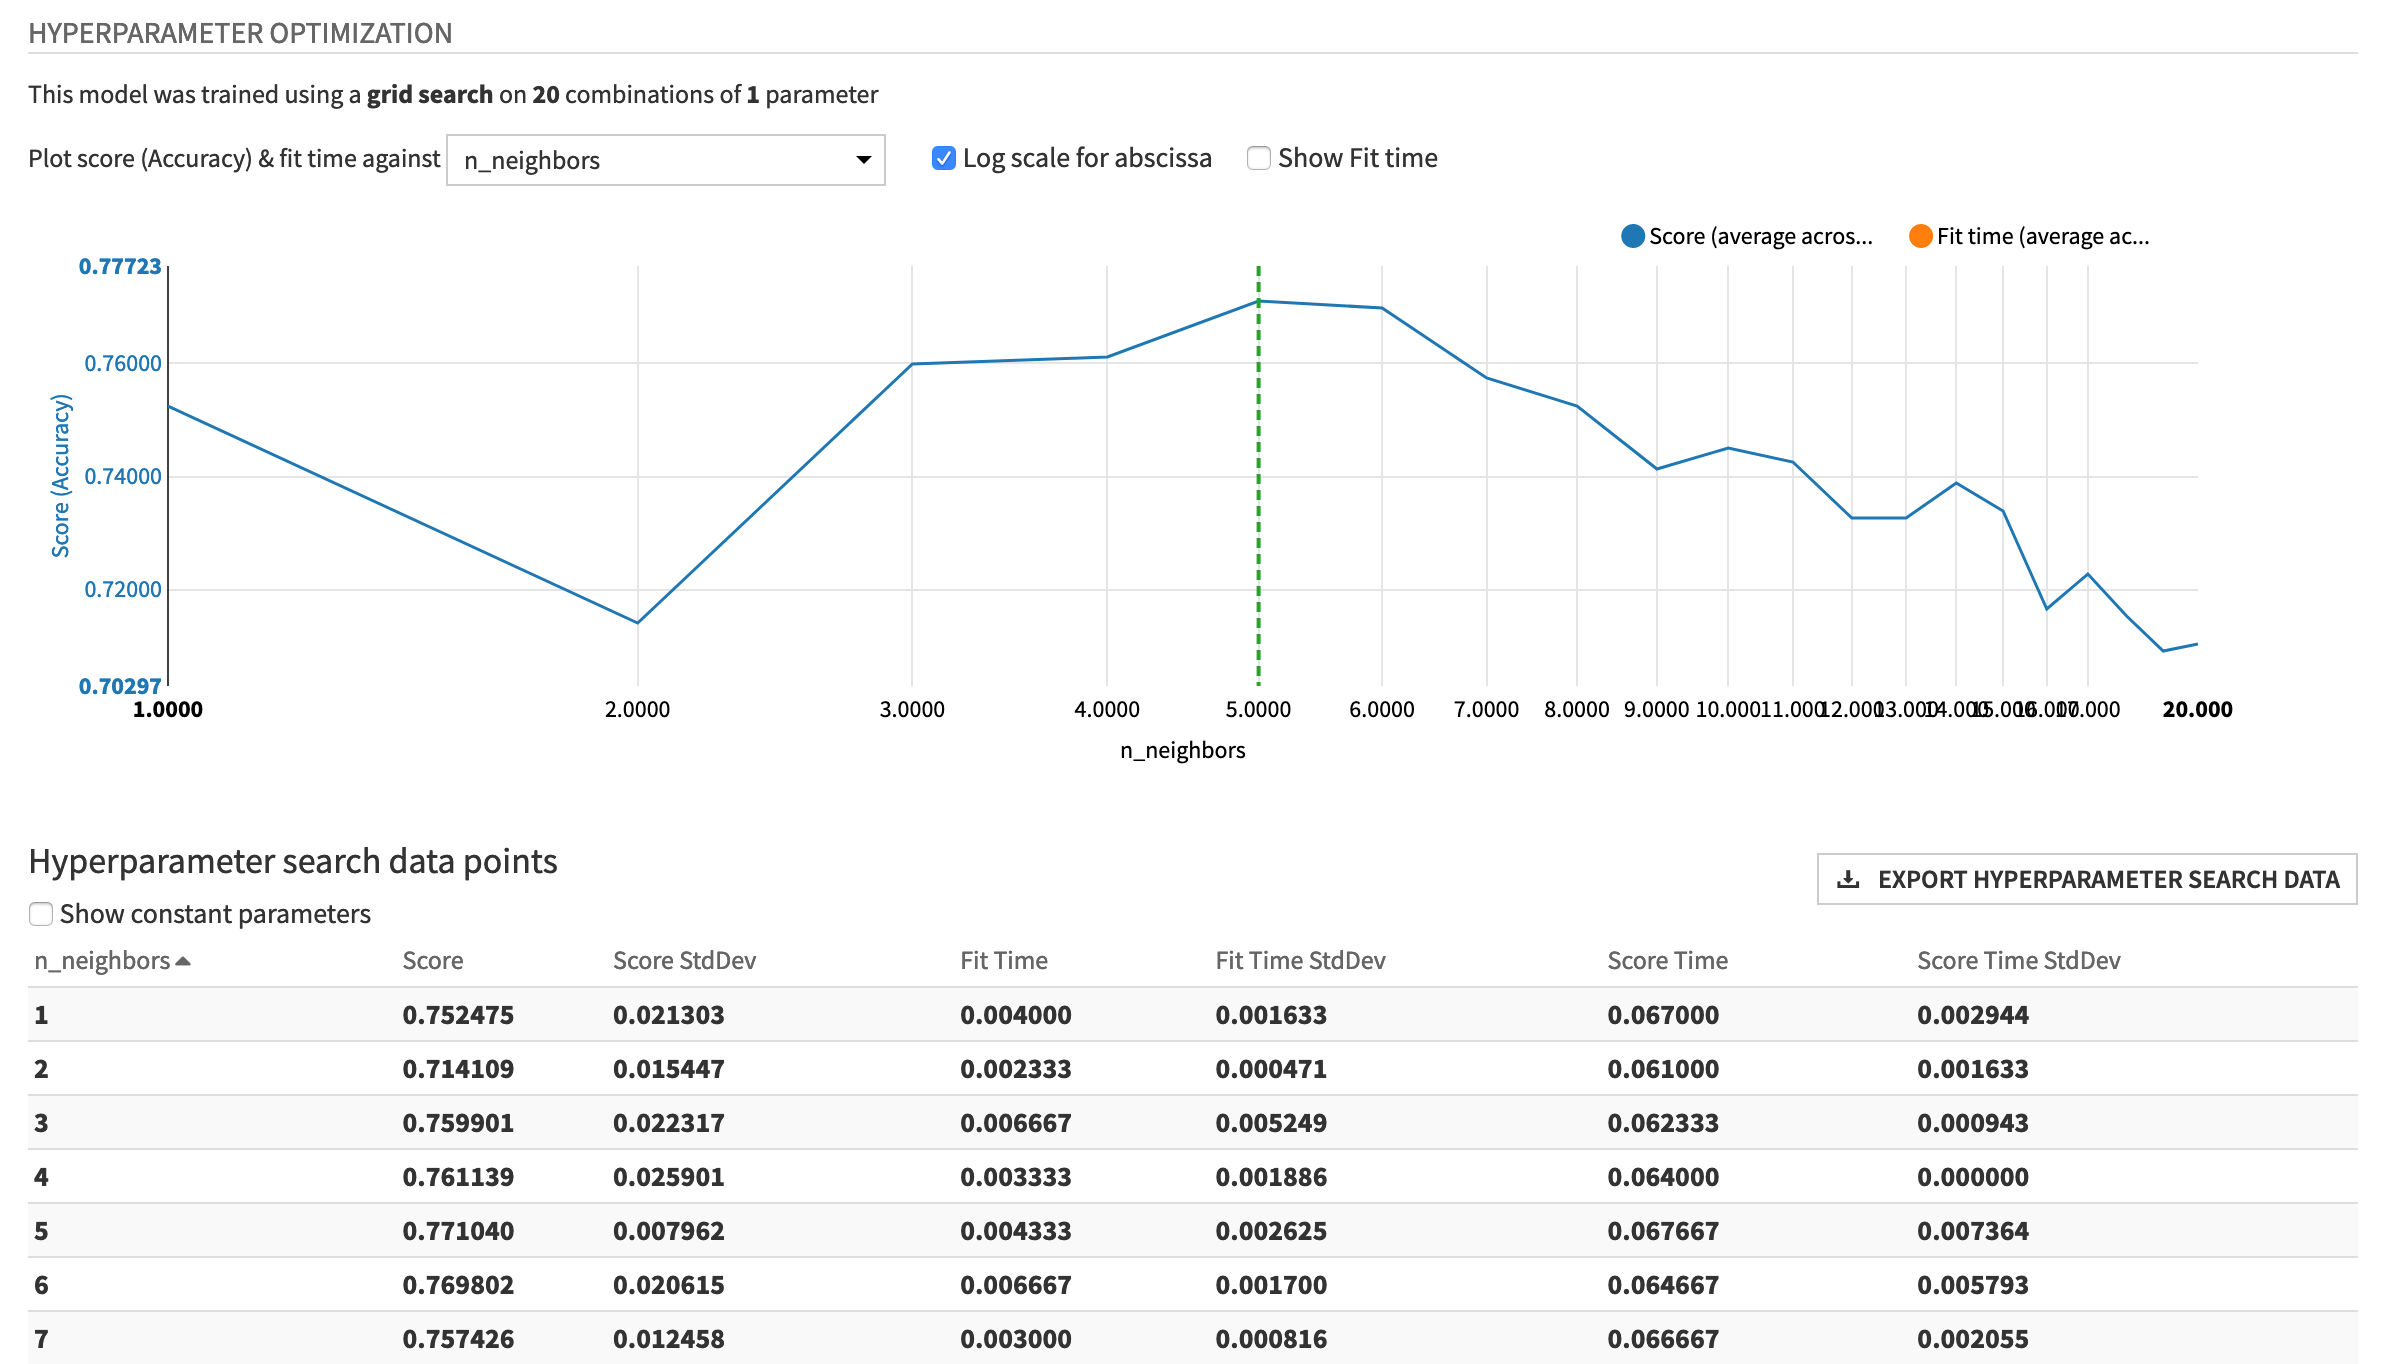 HYPERPARAMETER OPTIMIZATION
This model was trained using a grid search on 20 combinations of 1 parameter
Plot score (Accuracy) & fit time against n_neighbors Log scale for abscissa Show Fit time
Score (average acros... Fit time (average ac...
0.77723
0.76000
0.74000
0.72000
0.70297
Score (Accuracy)
1.0000 2.0000 3.0000 4.0000 5.0000 6.0000 7.0000 8.0000 9.0000 10.000 11.000 12.000 13.000 14.000 15.000 16.000 17.000 20.000
n_neighbors
Hyperparameter search data points
EXPORT HYPERPARAMETER SEARCH DATA
Show constant parameters
n_neighbors Score Score StdDev Fit Time Fit Time StdDev Score Time Score Time StdDev
1 0.752475 0.021303 0.004000 0.001633 0.067000 0.002944
2 0.714109 0.015447 0.002333 0.000471 0.061000 0.001633
3 0.759901 0.022317 0.006667 0.005249 0.062333 0.000943
4 0.761139 0.025901 0.003333 0.001886 0.064000 0.000000
5 0.771040 0.007962 0.004333 0.002625 0.067667 0.007364
6 0.769802 0.020615 0.006667 0.001700 0.064667 0.005793
7 0.757426 0.012458 0.003000 0.000816 0.066667 0.002055